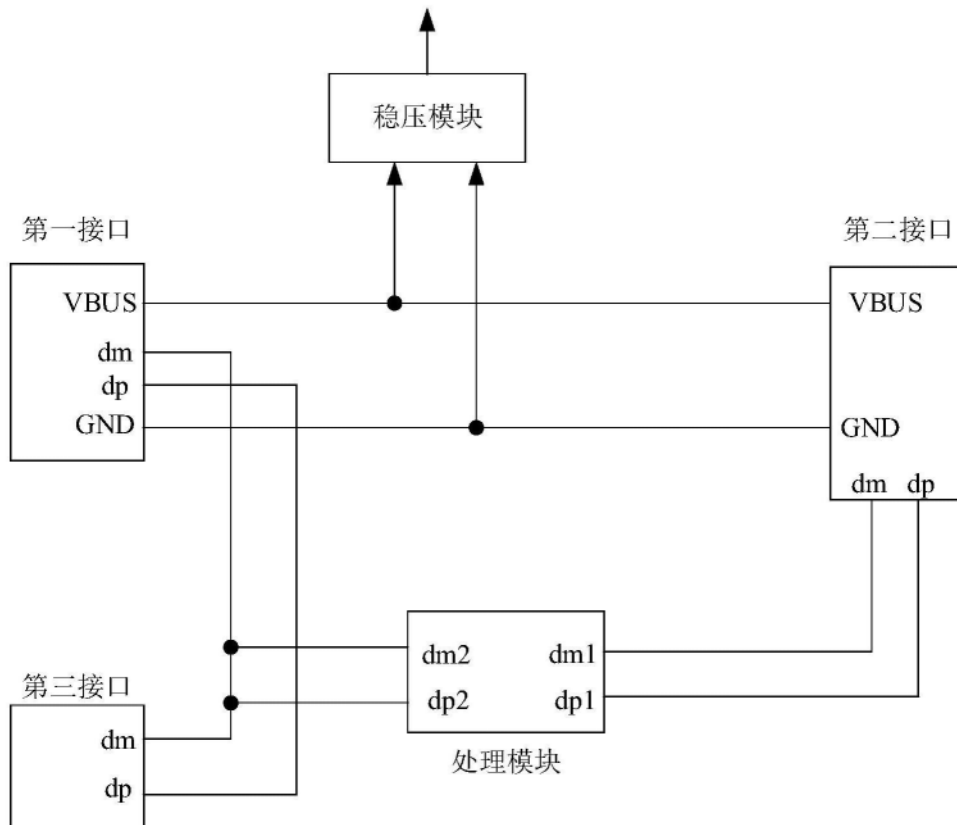 稳压模块
第一接口
第二接口
VBUS
VBUS
dm
dp
GND
GND
dm dp
dm2
dm1
dp2
dp1
第三接口
dm
处理模块
dp